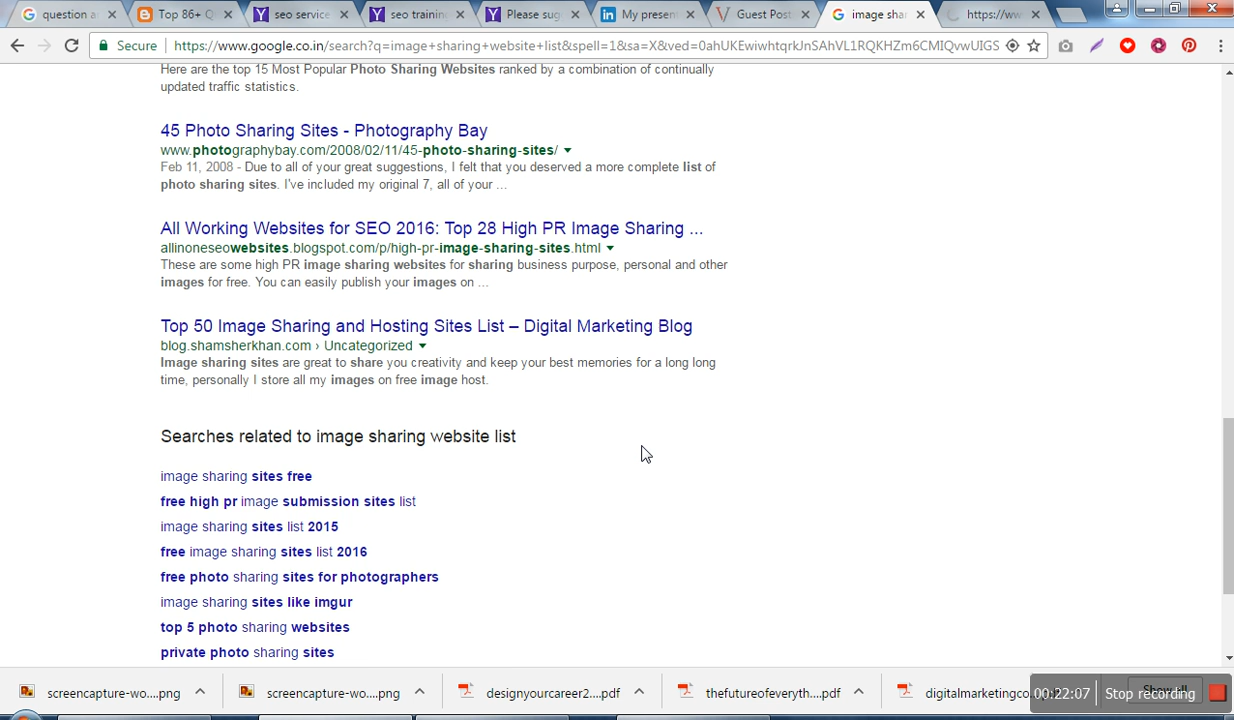 question a
Top 86+ Q
seo service
seo trainin
Please sug
My presen
Guest Post
image sha
https://ww
Secure https://www.google.co.in/search?q=image+sharing+website+list&spell=1&sa=X&ved=0ahUKEwiwhtqrkJnSAhVL1RQKHZm6CMIQvwUIGS
Here are the top 15 Most Popular Photo Sharing Websites ranked by a combination of continually
updated traffic statistics.
45 Photo Sharing Sites - Photography Bay
www.photographybay.com/2008/02/11/45-photo-sharing-sites/
Feb 11, 2008 - Due to all of your great suggestions, I felt that you deserved a more complete list of
photo sharing sites. I've included my original 7, all of your ...
All Working Websites for SEO 2016: Top 28 High PR Image Sharing ...
allinoneseowebsites.blogspot.com/p/high-pr-image-sharing-sites.html
These are some high PR image sharing websites for sharing business purpose, personal and other
images for free. You can easily publish your images on ...
Top 50 Image Sharing and Hosting Sites List – Digital Marketing Blog
blog.shamsherkhan.com › Uncategorized
Image sharing sites are great to share you creativity and keep your best memories for a long long
time, personally I store all my images on free image host.
Searches related to image sharing website list
image sharing sites free
free high pr image submission sites list
image sharing sites list 2015
free image sharing sites list 2016
free photo sharing sites for photographers
image sharing sites like imgur
top 5 photo sharing websites
private photo sharing sites
screencapture-wo....png
screencapture-wo....png
designyourcareer2....pdf
thefutureofeveryth....pdf
digitalmarketingco
00:22:07 Stop recording